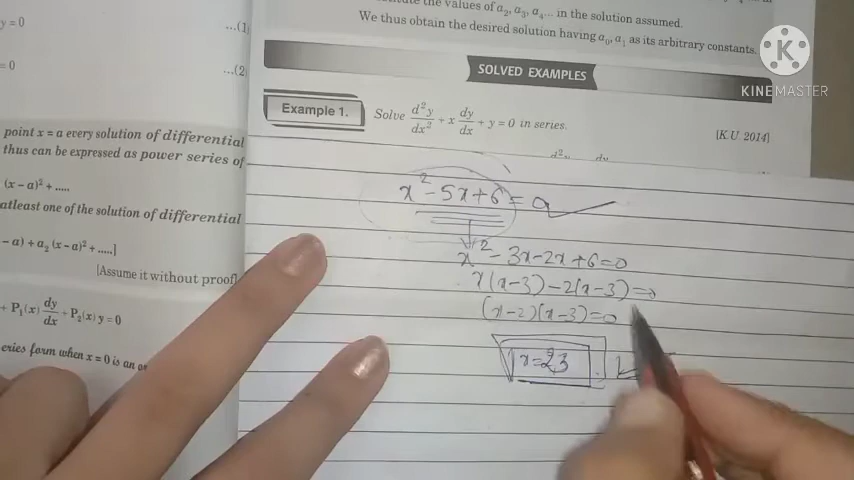 y = 0 ...(1)
= 0 ...(2)
point x = a every solution of differential
thus can be expressed as power series of
(x – a)² + .....
atleast one of the solution of differential
– a) + a₂ (x – a)² + .....]
[Assume it without proof]
+ P₁(x) dy/dx + P₂(x) y = 0
eries form when x = 0 is an
the values of a₂, a₃, a₄... in the solution assumed.
We thus obtain the desired solution having a₀, a₁ as its arbitrary constants.
KINEMASTER
SOLVED EXAMPLES
Example 1. Solve d²y/dx² + x dy/dx + y = 0 in series.
[K.U. 2014]
x² - 5x + 6 = 0
x² - 3x - 2x + 6 = 0
x(x-3) - 2(x-3) = 0
(x-2)(x-3) = 0
x = 2,3